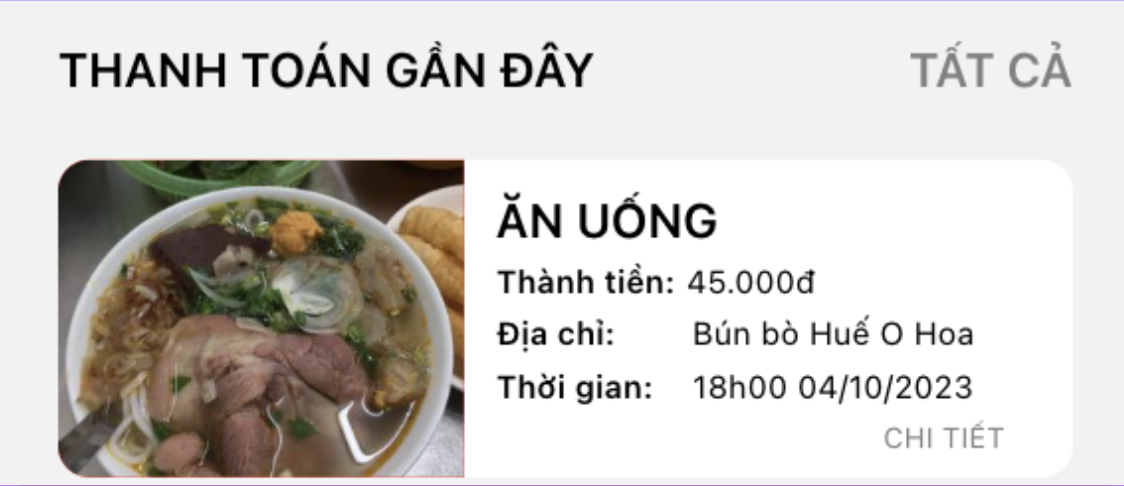 THANH TOÁN GẦN ĐÂY TẤT CẢ
ĂN UỐNG
Thành tiền: 45.000đ
Địa chỉ: Bún bò Huế O Hoa
Thời gian: 18h00 04/10/2023
CHI TIẾT